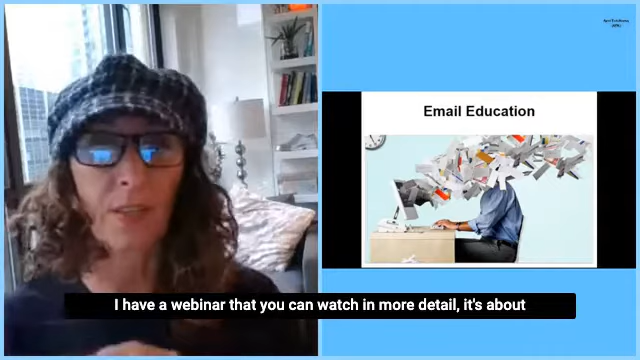 Email Education
I have a webinar that you can watch in more detail, it's about